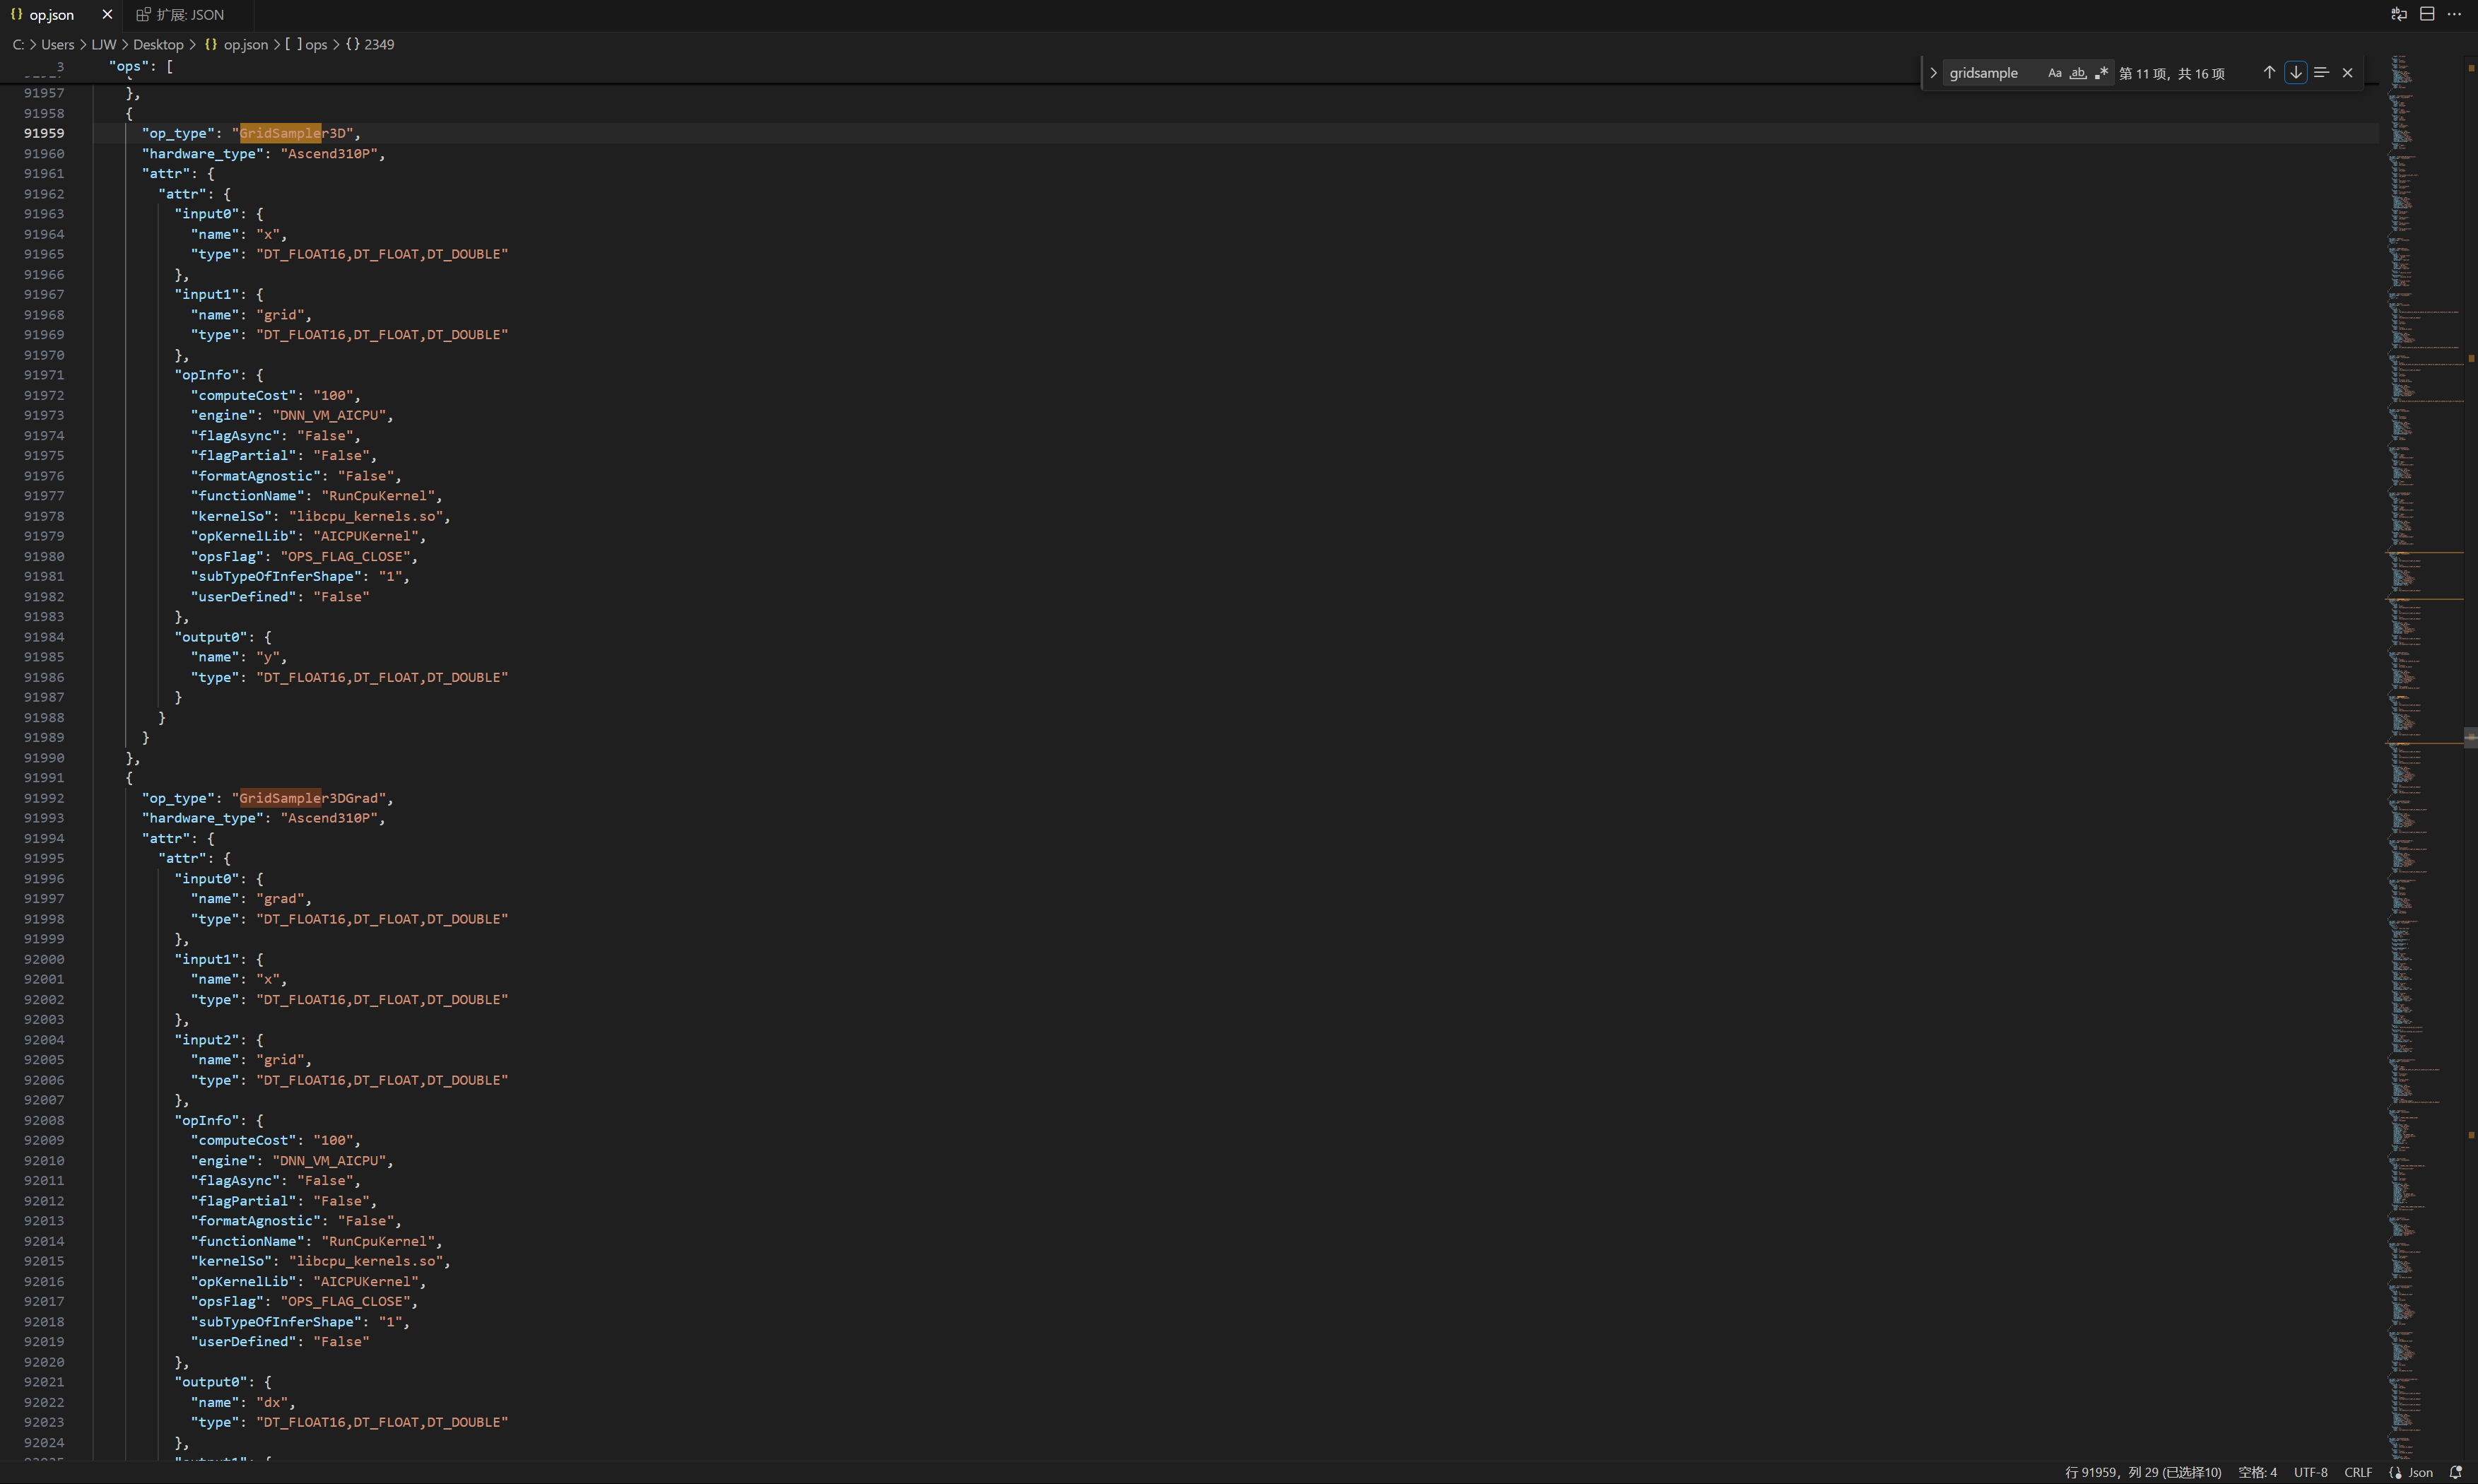 {} op.json × 扩展: JSON
C: > Users > LJW > Desktop > {} op.json > [ ] ops > {} 2349
3 "ops": [
gridsample Aa ab .* 第 11 项，共 16 项
91957 },
91958 {
91959 "op_type": "GridSampler3D",
91960 "hardware_type": "Ascend310P",
91961 "attr": {
91962 "attr": {
91963 "input0": {
91964 "name": "x",
91965 "type": "DT_FLOAT16,DT_FLOAT,DT_DOUBLE"
91966 },
91967 "input1": {
91968 "name": "grid",
91969 "type": "DT_FLOAT16,DT_FLOAT,DT_DOUBLE"
91970 },
91971 "opInfo": {
91972 "computeCost": "100",
91973 "engine": "DNN_VM_AICPU",
91974 "flagAsync": "False",
91975 "flagPartial": "False",
91976 "formatAgnostic": "False",
91977 "functionName": "RunCpuKernel",
91978 "kernelSo": "libcpu_kernels.so",
91979 "opKernelLib": "AICPUKernel",
91980 "opsFlag": "OPS_FLAG_CLOSE",
91981 "subTypeOfInferShape": "1",
91982 "userDefined": "False"
91983 },
91984 "output0": {
91985 "name": "y",
91986 "type": "DT_FLOAT16,DT_FLOAT,DT_DOUBLE"
91987 }
91988 }
91989 }
91990 },
91991 {
91992 "op_type": "GridSampler3DGrad",
91993 "hardware_type": "Ascend310P",
91994 "attr": {
91995 "attr": {
91996 "input0": {
91997 "name": "grad",
91998 "type": "DT_FLOAT16,DT_FLOAT,DT_DOUBLE"
91999 },
92000 "input1": {
92001 "name": "x",
92002 "type": "DT_FLOAT16,DT_FLOAT,DT_DOUBLE"
92003 },
92004 "input2": {
92005 "name": "grid",
92006 "type": "DT_FLOAT16,DT_FLOAT,DT_DOUBLE"
92007 },
92008 "opInfo": {
92009 "computeCost": "100",
92010 "engine": "DNN_VM_AICPU",
92011 "flagAsync": "False",
92012 "flagPartial": "False",
92013 "formatAgnostic": "False",
92014 "functionName": "RunCpuKernel",
92015 "kernelSo": "libcpu_kernels.so",
92016 "opKernelLib": "AICPUKernel",
92017 "opsFlag": "OPS_FLAG_CLOSE",
92018 "subTypeOfInferShape": "1",
92019 "userDefined": "False"
92020 },
92021 "output0": {
92022 "name": "dx",
92023 "type": "DT_FLOAT16,DT_FLOAT,DT_DOUBLE"
92024 },
行 91959，列 29 (已选择10) 空格: 4 UTF-8 CRLF {} Json